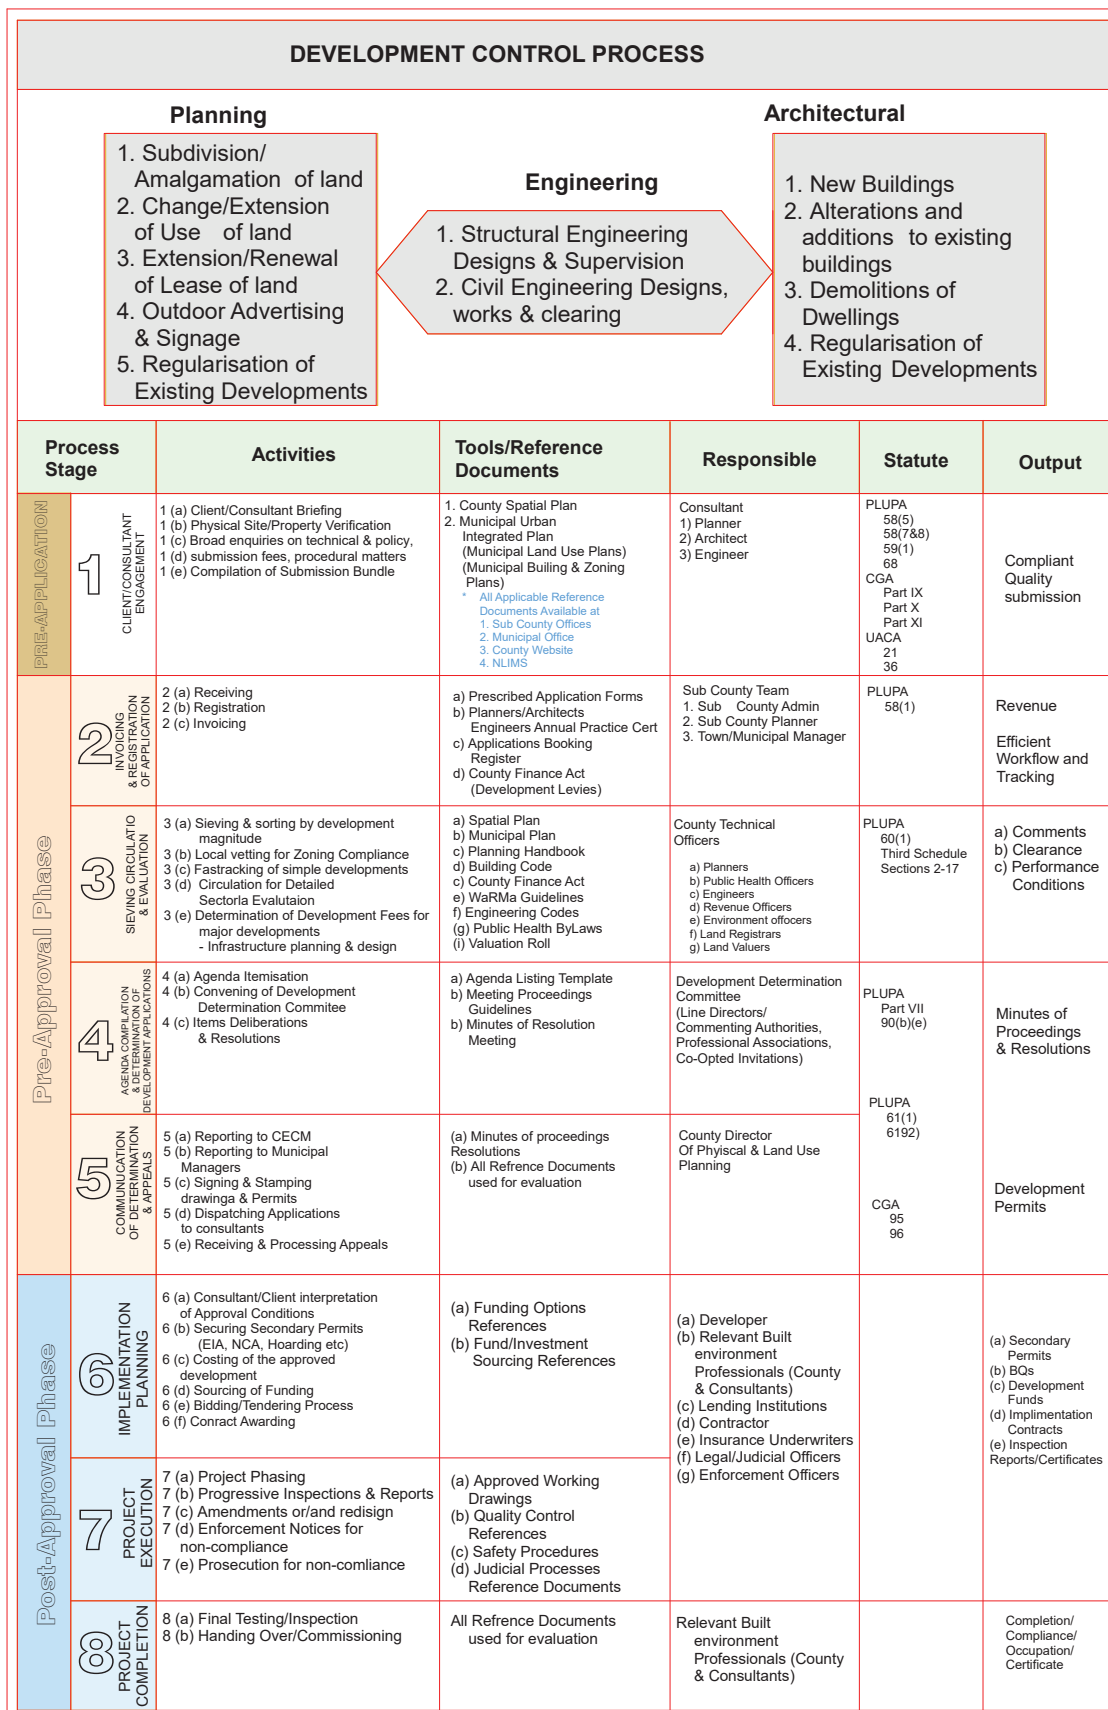 DEVELOPMENT CONTROL PROCESS
Planning
1. Subdivision/
Amalgamation of land
2. Change/Extension
of Use of land
3. Extension/Renewal
of Lease of land
4. Outdoor Advertising
& Signage
5. Regularisation of
Existing Developments
Engineering
1. Structural Engineering
Designs & Supervision
2. Civil Engineering Designs,
works & clearing
Architectural
1. New Buildings
2. Alterations and
additions to existing
buildings
3. Demolitions of
Dwellings
4. Regularisation of
Existing Developments
Process
Stage
Activities
Tools/Reference
Documents
Responsible
Statute
Output
PRE-APPLICATION
1
CLIENT/CONSULTANT
ENGAGEMENT
1 (a) Client/Consultant Briefing
1 (b) Physical Site/Property Verification
1 (c) Broad enquiries on technical & policy,
1 (d) submission fees, procedural matters
1 (e) Compilation of Submission Bundle
1. County Spatial Plan
2. Municipal Urban
Integrated Plan
(Municipal Land Use Plans)
(Municipal Builing & Zoning
Plans)
* All Applicable Reference
Documents Available at
1. Sub County Offices
2. Municipal Office
3. County Website
4. NLIMS
Consultant
1) Planner
2) Architect
3) Engineer
PLUPA
58(5)
58(7&8)
59(1)
68
CGA
Part IX
Part X
Part XI
UACA
21
36
Compliant
Quality
submission
Pre-Approval Phase
2
INVOICING
& REGISTRATION
OF APPLICATION
2 (a) Receiving
2 (b) Registration
2 (c) Invoicing
a) Prescribed Application Forms
b) Planners/Architects
Engineers Annual Practice Cert
c) Applications Booking
Register
d) County Finance Act
(Development Levies)
Sub County Team
1. Sub County Admin
2. Sub County Planner
3. Town/Municipal Manager
PLUPA
58(1)
Revenue
Efficient
Workflow and
Tracking
3
SIEVING CIRCULATIO
& EVALUATION
3 (a) Sieving & sorting by development
magnitude
3 (b) Local vetting for Zoning Compliance
3 (c) Fastracking of simple developments
3 (d) Circulation for Detailed
Sectorla Evalutaion
3 (e) Determination of Development Fees for
major developments
- Infrastructure planning & design
a) Spatial Plan
b) Municipal Plan
c) Planning Handbook
d) Building Code
c) County Finance Act
e) WaRMa Guidelines
f) Engineering Codes
(g) Public Health ByLaws
(i) Valuation Roll
County Technical
Officers
a) Planners
b) Public Health Officers
c) Engineers
d) Revenue Officers
e) Environment offocers
f) Land Registrars
g) Land Valuers
PLUPA
60(1)
Third Schedule
Sections 2-17
a) Comments
b) Clearance
c) Performance
Conditions
4
AGENDA COMPILATION
& DETERMINATION OF
DEVELOPMENT APPLICATIONS
4 (a) Agenda Itemisation
4 (b) Convening of Development
Determination Commitee
4 (c) Items Deliberations
& Resolutions
a) Agenda Listing Template
b) Meeting Proceedings
Guidelines
b) Minutes of Resolution
Meeting
Development Determination
Committee
(Line Directors/
Commenting Authorities,
Professional Associations,
Co-Opted Invitations)
PLUPA
Part VII
90(b)(e)
Minutes of
Proceedings
& Resolutions
5
COMMUNUCATION
OF DETERMINATION
& APPEALS
5 (a) Reporting to CECM
5 (b) Reporting to Municipal
Managers
5 (c) Signing & Stamping
drawinga & Permits
5 (d) Dispatching Applications
to consultants
5 (e) Receiving & Processing Appeals
(a) Minutes of proceedings
Resolutions
(b) All Refrence Documents
used for evaluation
County Director
Of Phyiscal & Land Use
Planning
PLUPA
61(1)
6192)
CGA
95
96
Development
Permits
Post-Approval Phase
6
IMPLEMENTATION
PLANNING
6 (a) Consultant/Client interpretation
of Approval Conditions
6 (b) Securing Secondary Permits
(EIA, NCA, Hoarding etc)
6 (c) Costing of the approved
development
6 (d) Sourcing of Funding
6 (e) Bidding/Tendering Process
6 (f) Conract Awarding
(a) Funding Options
References
(b) Fund/Investment
Sourcing References
(a) Developer
(b) Relevant Built
environment
Professionals (County
& Consultants)
(c) Lending Institutions
(d) Contractor
(e) Insurance Underwriters
(f) Legal/Judicial Officers
(g) Enforcement Officers
(a) Secondary
Permits
(b) BQs
(c) Development
Funds
(d) Implimentation
Contracts
(e) Inspection
Reports/Certificates
7
PROJECT
EXECUTION
7 (a) Project Phasing
7 (b) Progressive Inspections & Reports
7 (c) Amendments or/and redisign
7 (d) Enforcement Notices for
non-compliance
7 (e) Prosecution for non-comliance
(a) Approved Working
Drawings
(b) Quality Control
References
(c) Safety Procedures
(d) Judicial Processes
Reference Documents
8
PROJECT
COMPLETION
8 (a) Final Testing/Inspection
8 (b) Handing Over/Commissioning
All Refrence Documents
used for evaluation
Relevant Built
environment
Professionals (County
& Consultants)
Completion/
Compliance/
Occupation/
Certificate